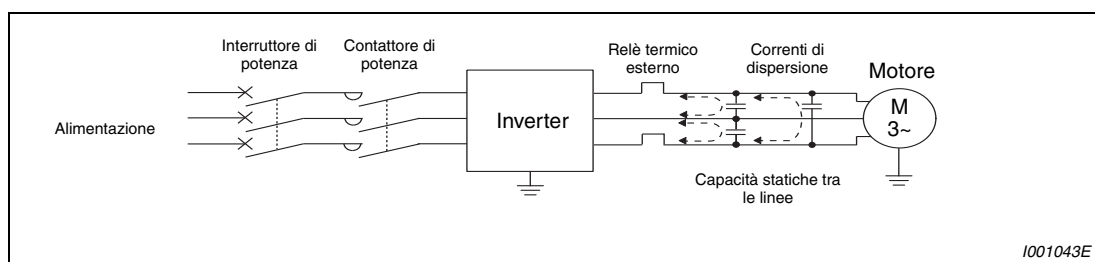 Interruttore di
potenza
Contattore di
potenza
Relè termico
esterno
Correnti di
dispersione
Motore
M
3~
Alimentazione
Inverter
Capacità statiche tra
le linee
I001043E